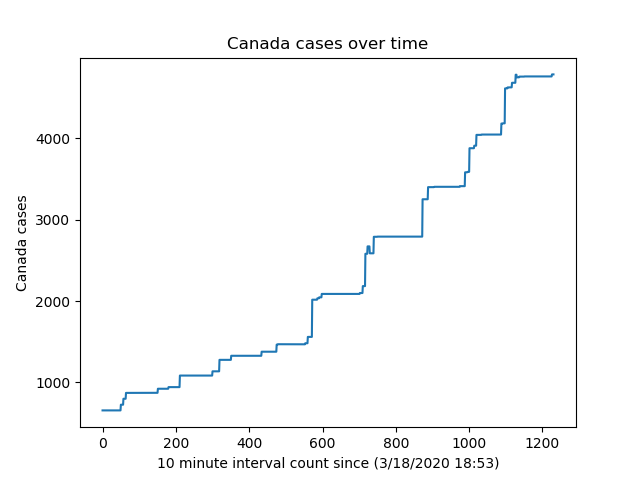 Canada cases over time
4000
3000
2000
1000
Canada cases
0 200 400 600 800 1000 1200
10 minute interval count since (3/18/2020 18:53)